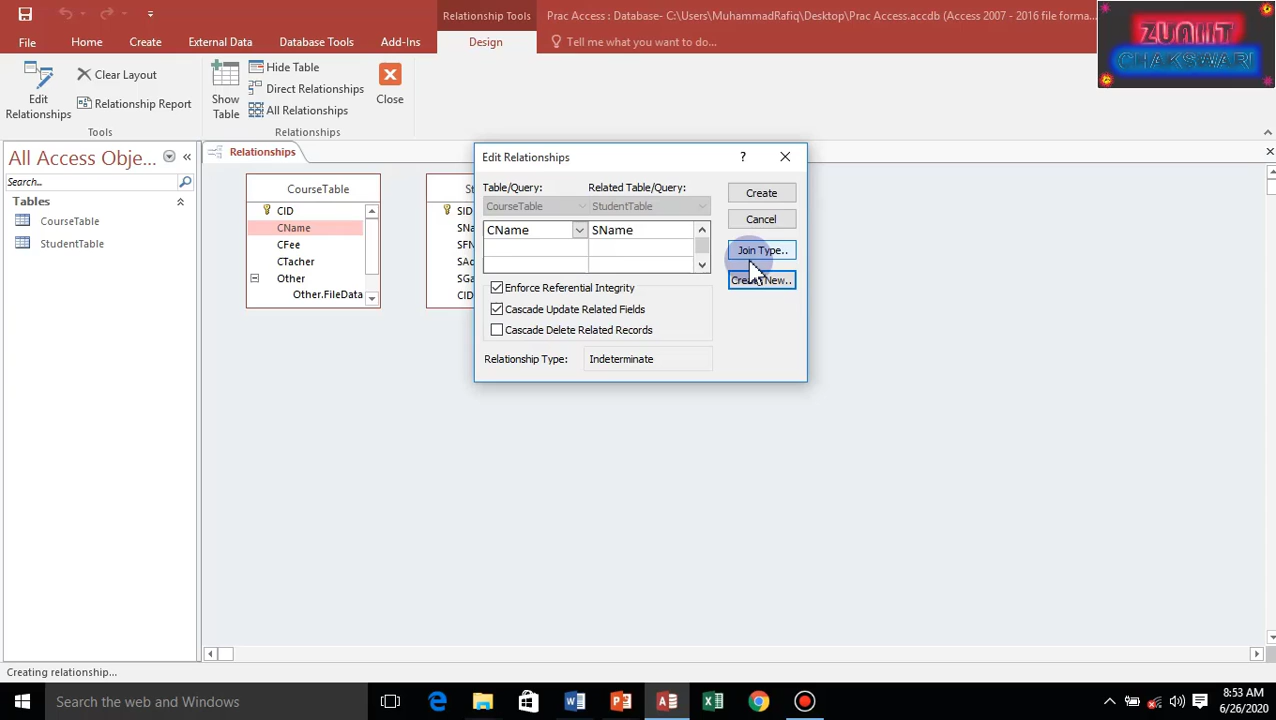 Relationship Tools
Prac Access : Database- C:\Users\MuhammadRafiq\Desktop\Prac Access.accdb (Access 2007 - 2016 file forma...
ZUAIIT
CHAKSWARI
File Home Create External Data Database Tools Add-Ins Design Tell me what you want to do...
Edit Relationships
Clear Layout
Relationship Report
Tools
Show Table
Hide Table
Direct Relationships
All Relationships
Relationships
Close
All Access Obje...
Search...
Tables
CourseTable
StudentTable
Relationships
CourseTable
CID
CName
CFee
CTacher
Other
Other.FileData
SID
CID
Edit Relationships
?
Table/Query: Related Table/Query:
CourseTable StudentTable
CName SName
Enforce Referential Integrity
Cascade Update Related Fields
Cascade Delete Related Records
Relationship Type: Indeterminate
Create
Cancel
Join Type..
Create New..
Creating relationship...
Search the web and Windows
8:53 AM
6/26/2020